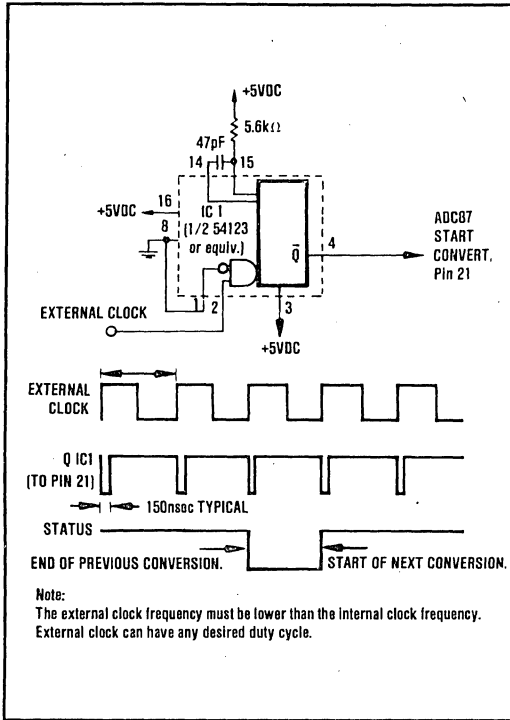 +5VDC
5.6kΩ
47pF
14
15
16
+5VDC
IC 1
8
(1/2 54123
or equiv.)
Q̅
4
ADC87
START
CONVERT,
Pin 21
1
2
3
EXTERNAL CLOCK
+5VDC
EXTERNAL
CLOCK
Q IC1
(TO PIN 21)
150nsec TYPICAL
STATUS
END OF PREVIOUS CONVERSION.
START OF NEXT CONVERSION.
Note:
The external clock frequency must be lower than the internal clock frequency.
External clock can have any desired duty cycle.